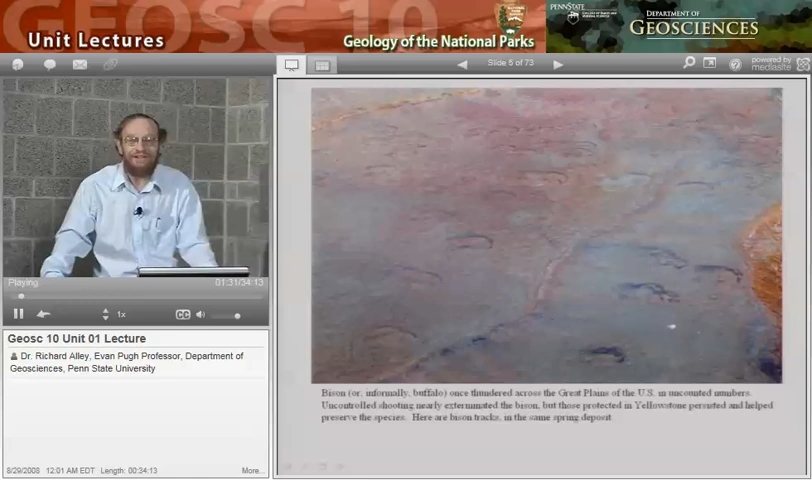 GEOSC 10
Unit Lectures
Geology of the National Parks
PENNSTATE
DEPARTMENT OF
GEOSCIENCES
Slide 5 of 73
powered by
mediasite
Playing
01:31/34:13
1x
CC
Geosc 10 Unit 01 Lecture
Dr. Richard Alley, Evan Pugh Professor, Department of
Geosciences, Penn State University
8/29/2008 12:01 AM EDT Length: 00:34:13
More...
Bison (or, informally, buffalo) once thundered across the Great Plains of the U.S. in uncounted numbers.
Uncontrolled shooting nearly exterminated the bison, but those protected in Yellowstone persisted and helped
preserve the species. Here are bison tracks, in the same spring deposit.